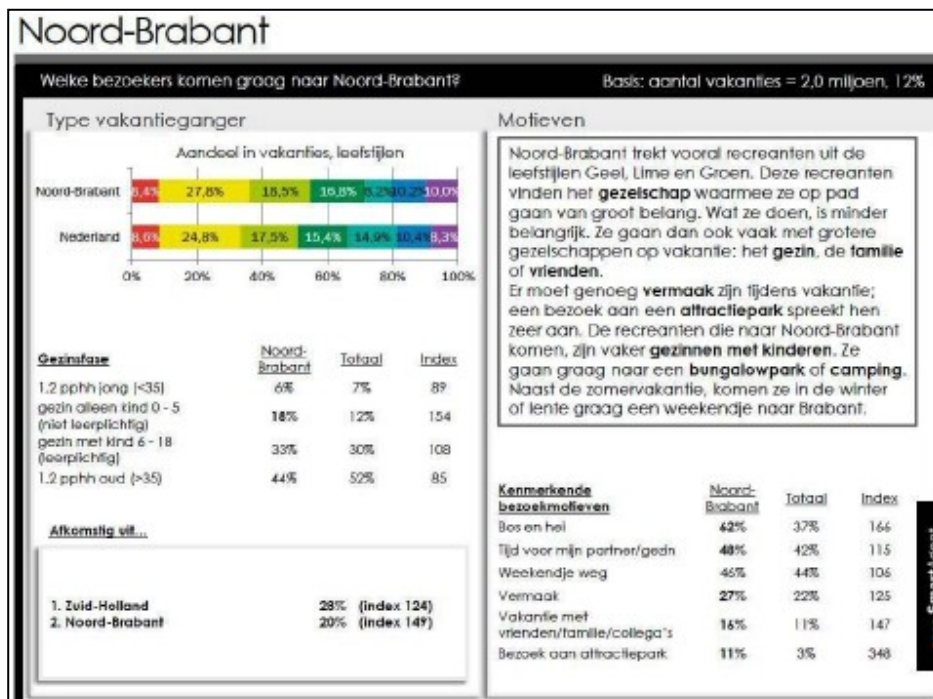 Noord-Brabant
Welke bezoekers komen graag naar Noord-Brabant? Basis: aantal vakanties = 2,0 miljoen, 12%
Type vakantieganger
Aandeel in vakanties, leefstijlen
Noord-Brabant 27,8% 18,5% 16,8% 10,2% 10,0%
Nederland 8,6% 24,8% 17,5% 15,4% 14,9% 10,4% 8,3%
0% 20% 40% 60% 80% 100%
Gezinsfase Noord-Brabant Totaal Index
1.2 pphh jong (<35) 6% 7% 89
gezin alleen kind 0 - 5
(niet leerplichtig) 18% 12% 154
gezin met kind 6 - 18
(leerplichtig) 33% 30% 108
1.2 pphh oud (>35) 44% 52% 85
Afkomstig uit...
1. Zuid-Holland 28% (index 124)
2. Noord-Brabant 20% (index 149)
Motieven
Noord-Brabant trekt vooral recreanten uit de
leefstijlen Geel, Lime en Groen. Deze recreanten
vinden het gezelschap waarmee ze op pad
gaan van groot belang. Wat ze doen, is minder
belangrijk. Ze gaan dan ook vaak met grotere
gezelschappen op vakantie: het gezin, de familie
of vrienden.
Er moet genoeg vermaak zijn tijdens vakantie;
een bezoek aan een attractiepark spreekt hen
zeer aan. De recreanten die naar Noord-Brabant
komen, zijn vaker gezinnen met kinderen. Ze
gaan graag naar een bungalowpark of camping.
Naast de zomervakantie, komen ze in de winter
of lente graag een weekendje naar Brabant.
Kenmerkende
bezoekmotieven Noord-Brabant Totaal Index
Bos en hei 62% 37% 166
Tijd voor mijn partner/gezin 48% 42% 115
Weekendje weg 46% 44% 106
Vermaak 27% 22% 125
Vakantie met
vrienden/familie/collega's 16% 11% 147
Bezoek aan attractiepark 11% 3% 348